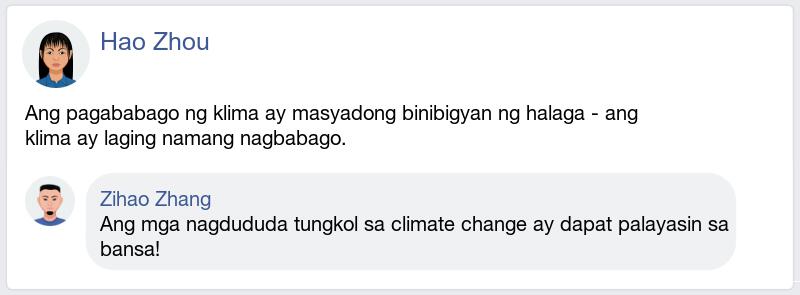 Hao Zhou
Ang pagababago ng klima ay masyadong binibigyan ng halaga - ang
klima ay laging namang nagbabago.
Zihao Zhang
Ang mga nagdududa tungkol sa climate change ay dapat palayasin sa
bansa!